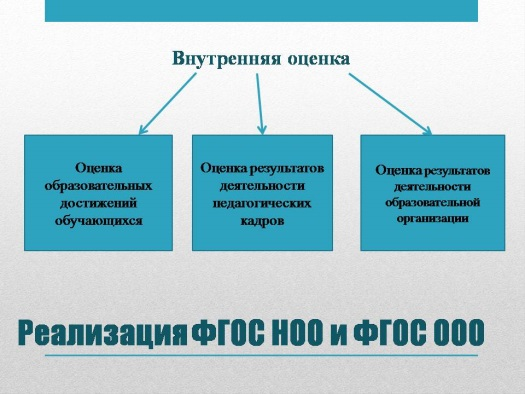 Внутренняя оценка
Оценка
образовательных
достижений
обучающихся
Оценка результатов
деятельности
педагогических
кадров
Оценка результатов
деятельности
образовательной
организации
Реализация ФГОС НОО и ФГОС ООО